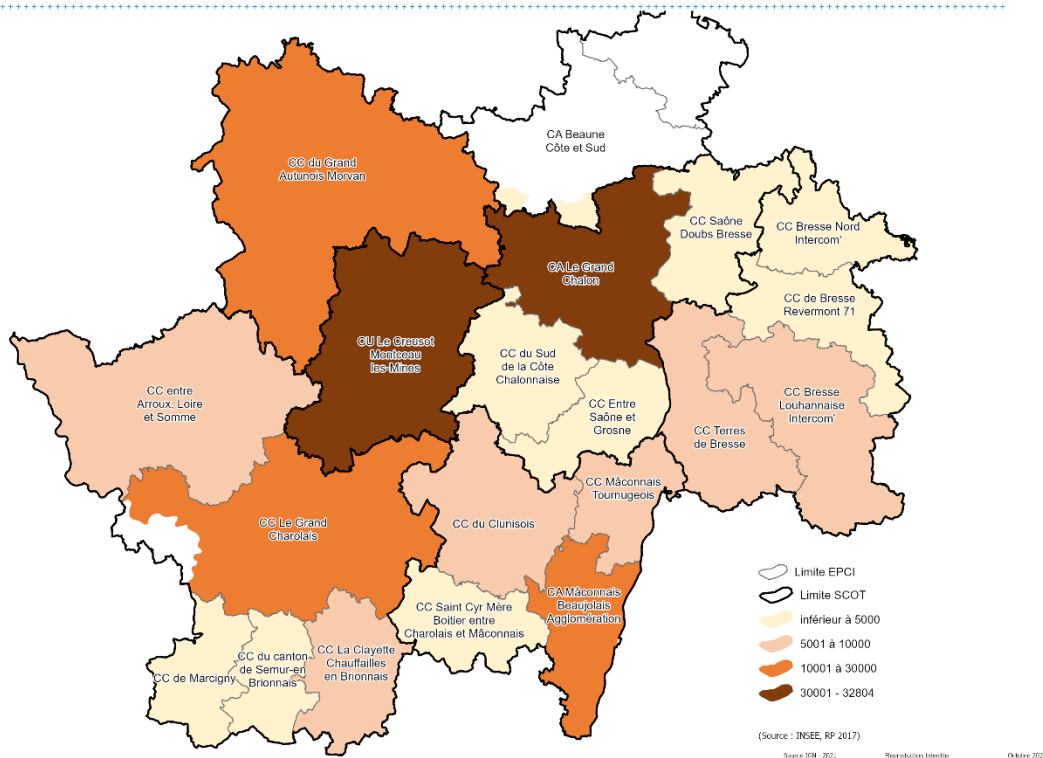 CA Beaune
Côte et Sud
CC du Grand
Autunois Morvan
CC Saône
Doubs Bresse
CC Bresse Nord
Intercom'
CA Le Grand
Chalon
CC de Bresse
Revermont 71
CU Le Creusot
Montceau
les-Mines
CC du Sud
de la Côte
Chalonnaise
CC entre
Arroux, Loire
et Somme
CC Bresse
Louhannaise
Intercom'
CC Entre
Saône et
Grosne
CC Terres
de Bresse
CC Mâconnais
Tournugeois
CC Le Grand
Charolais
CC du Clunisois
CA Mâconnais
Beaujolais
Agglomération
CC Saint Cyr Mère
Boitier entre
Charolais et Mâconnais
CC La Clayette
Chauffailles
en Brionnais
CC du canton
de Semur-en
Brionnais
CC de Marcigny
Limite EPCI
Limite SCOT
inférieur à 5000
5001 à 10000
10001 à 30000
30001 - 32804
(Source : INSEE, RP 2017)
Source IGN - 2021 Reproduction Interdite Octobre 202